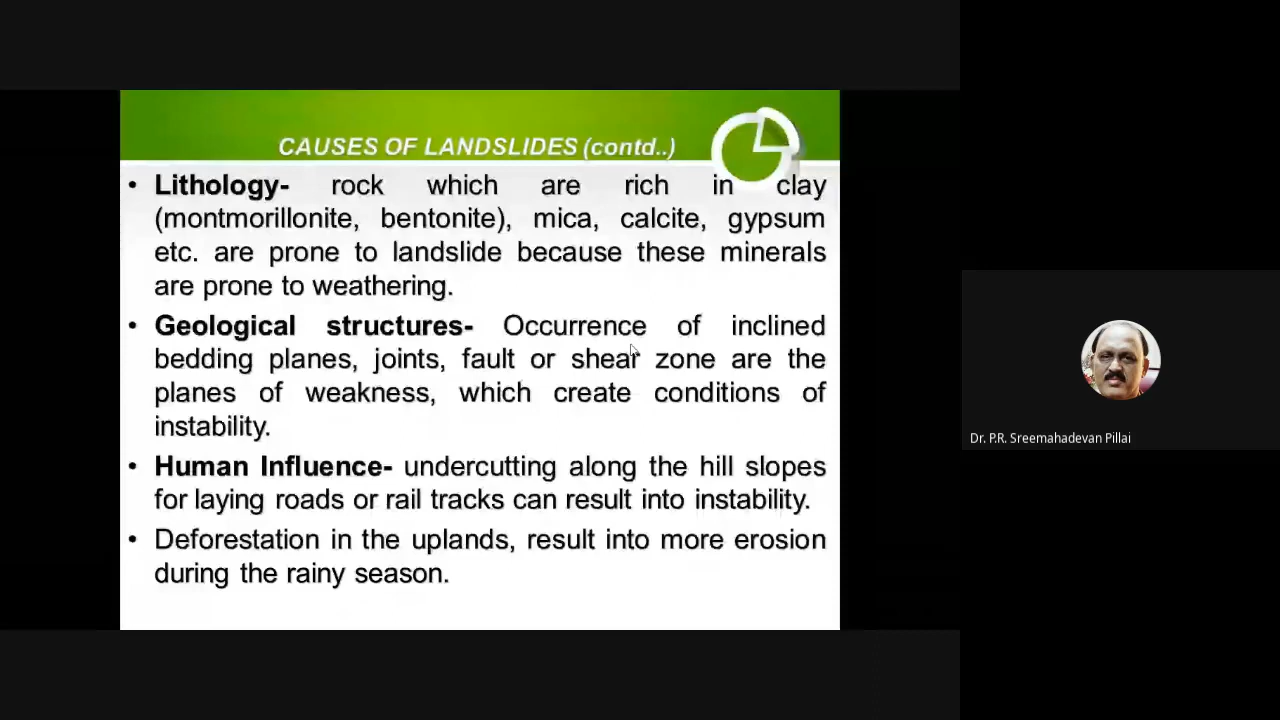 CAUSES OF LANDSLIDES (contd..)
• Lithology- rock which are rich in clay
(montmorillonite, bentonite), mica, calcite, gypsum
etc. are prone to landslide because these minerals
are prone to weathering.
• Geological structures- Occurrence of inclined
bedding planes, joints, fault or shear zone are the
planes of weakness, which create conditions of
instability.
• Human Influence- undercutting along the hill slopes
for laying roads or rail tracks can result into instability.
• Deforestation in the uplands, result into more erosion
during the rainy season.
Dr. P.R. Sreemahadevan Pillai